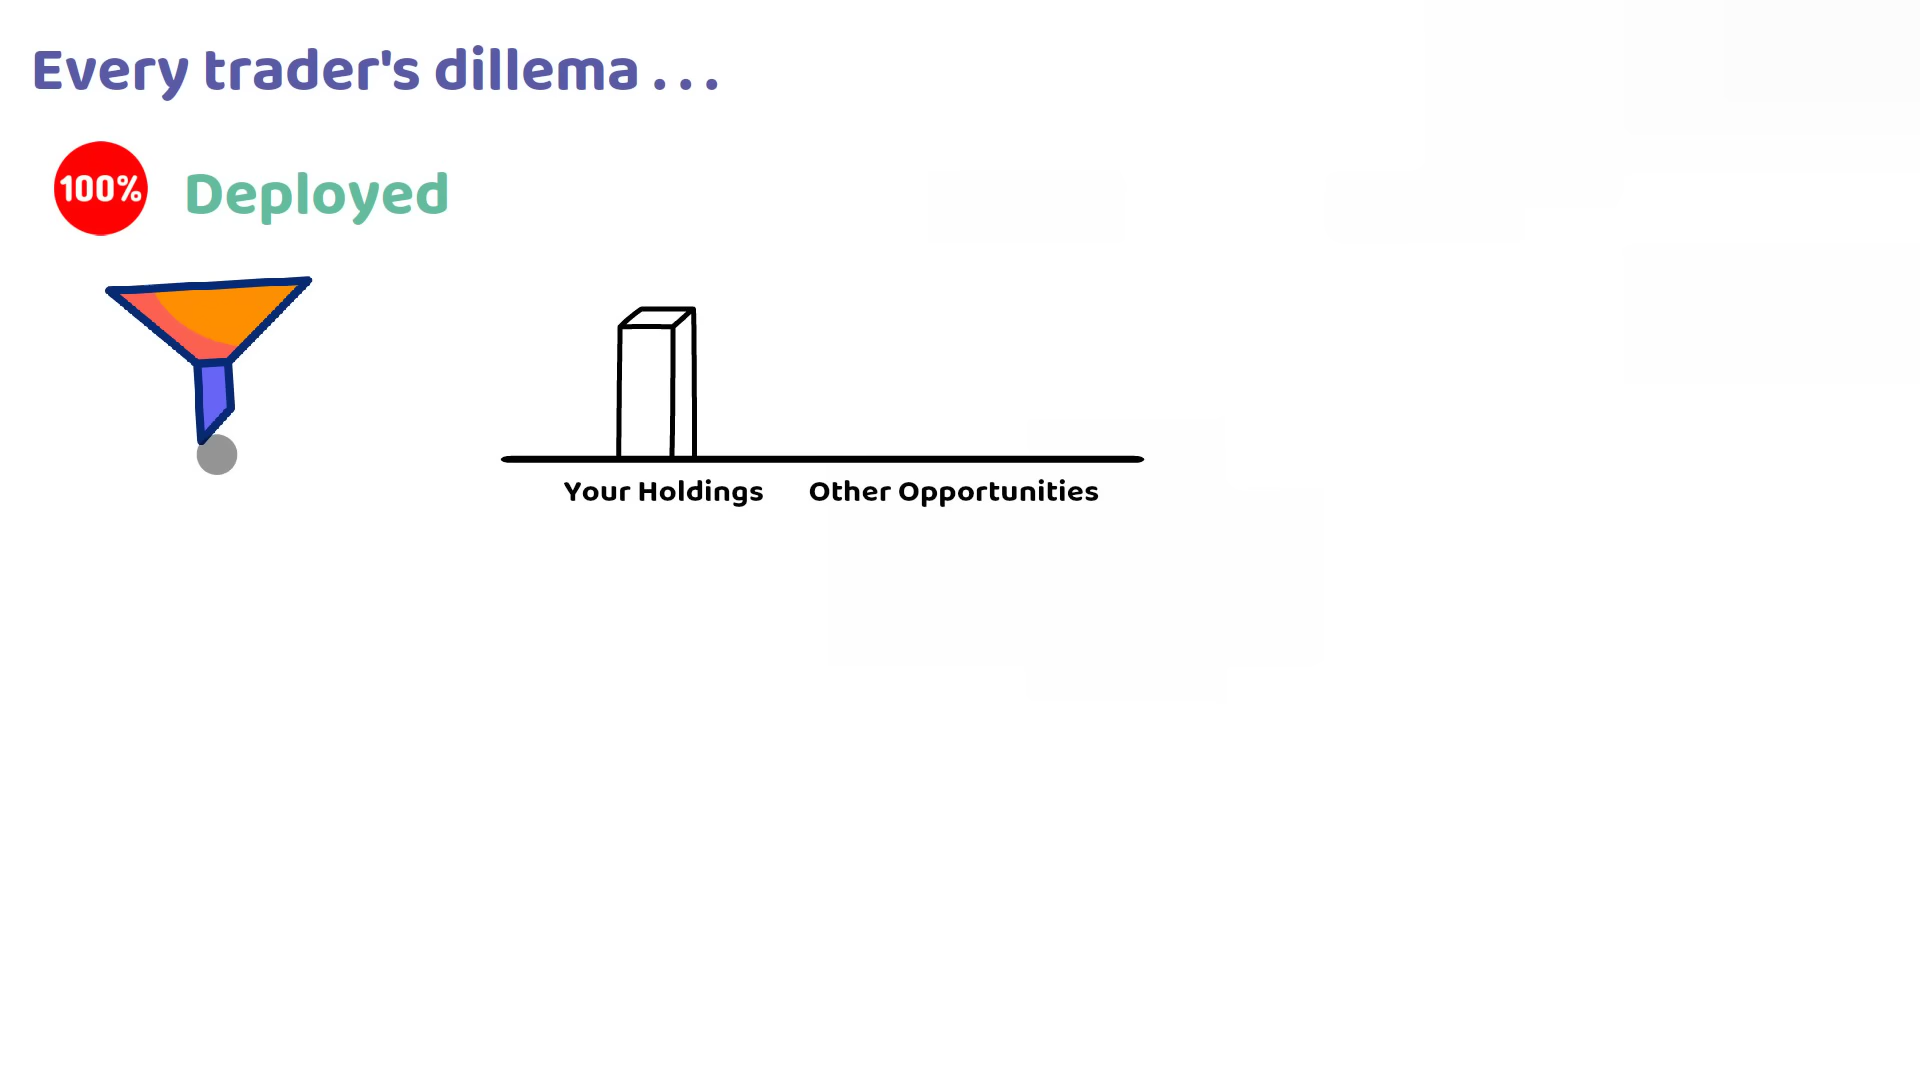 Every trader's dillema . . .
100% Deployed
Your Holdings Other Opportunities